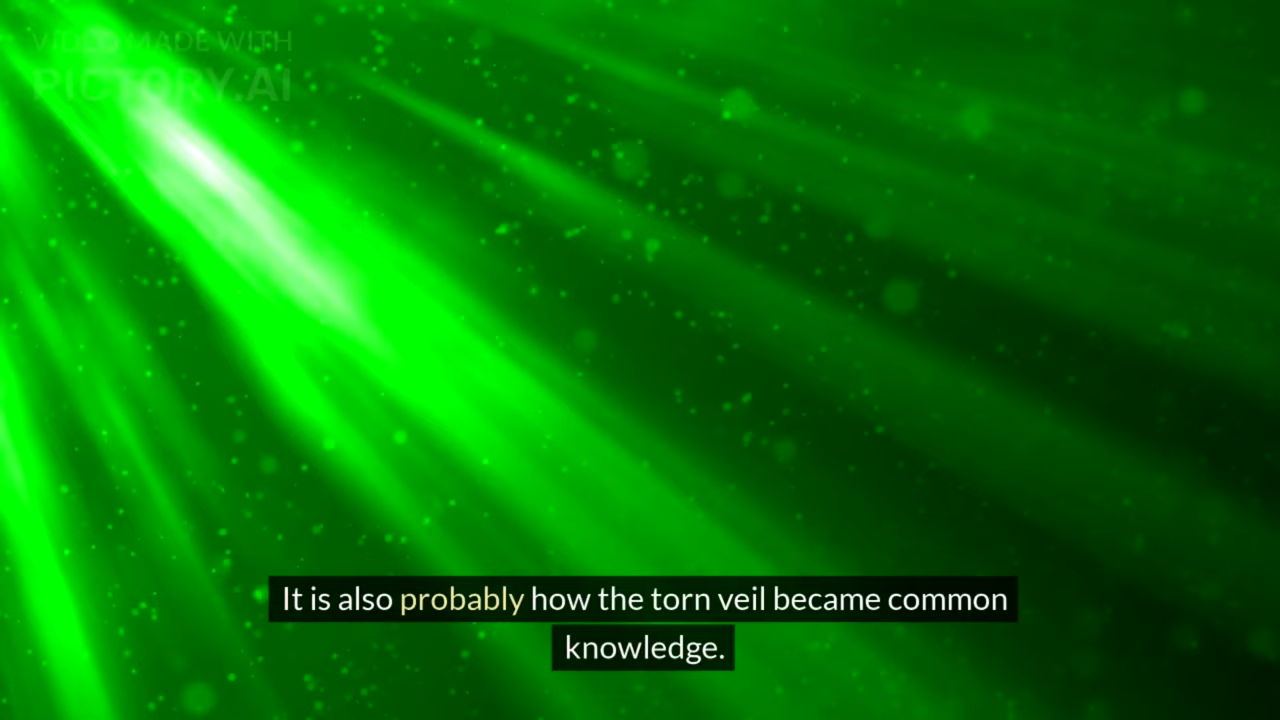 VIDEO MADE WITH
PICTORY.AI
It is also probably how the torn veil became common
knowledge.